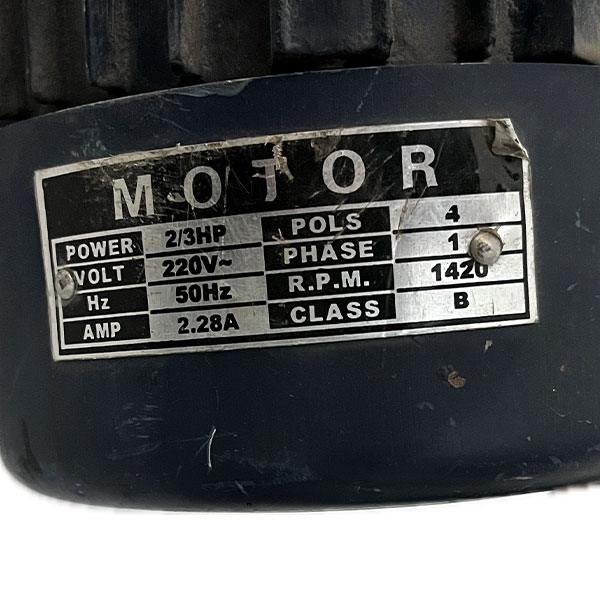 MOTOR
POWER 2/3HP POLS 4
VOLT 220V~ PHASE 1
Hz 50Hz R.P.M. 1420
AMP 2.28A CLASS B